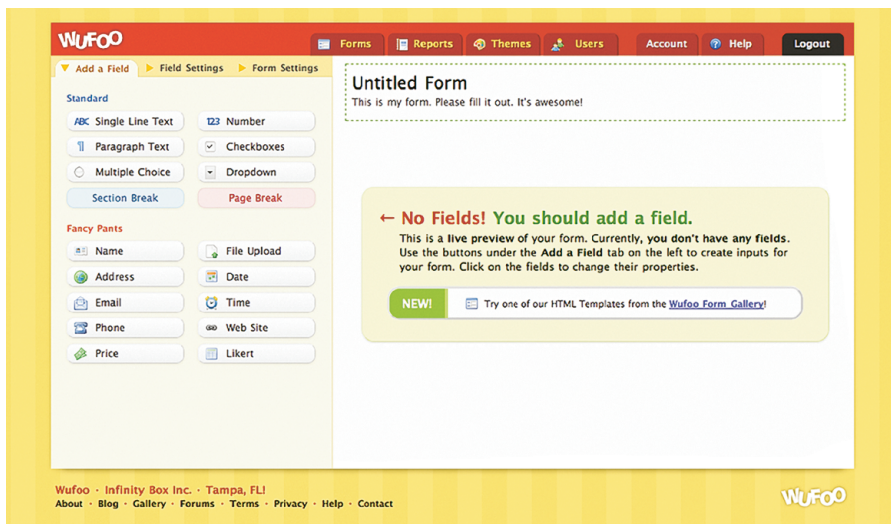 WUFOO
Forms Reports Themes Users Account Help Logout
Add a Field Field Settings Form Settings
Standard
ABC Single Line Text
123 Number
¶ Paragraph Text
Checkboxes
Multiple Choice
Dropdown
Section Break
Page Break
Fancy Pants
Name
File Upload
Address
Date
Email
Time
Phone
Web Site
Price
Likert
Untitled Form
This is my form. Please fill it out. It's awesome!
← No Fields! You should add a field.
This is a live preview of your form. Currently, you don't have any fields.
Use the buttons under the Add a Field tab on the left to create inputs for
your form. Click on the fields to change their properties.
NEW! Try one of our HTML Templates from the Wufoo Form Gallery!
Wufoo · Infinity Box Inc. · Tampa, FL!
About · Blog · Gallery · Forums · Terms · Privacy · Help · Contact
WUFOO